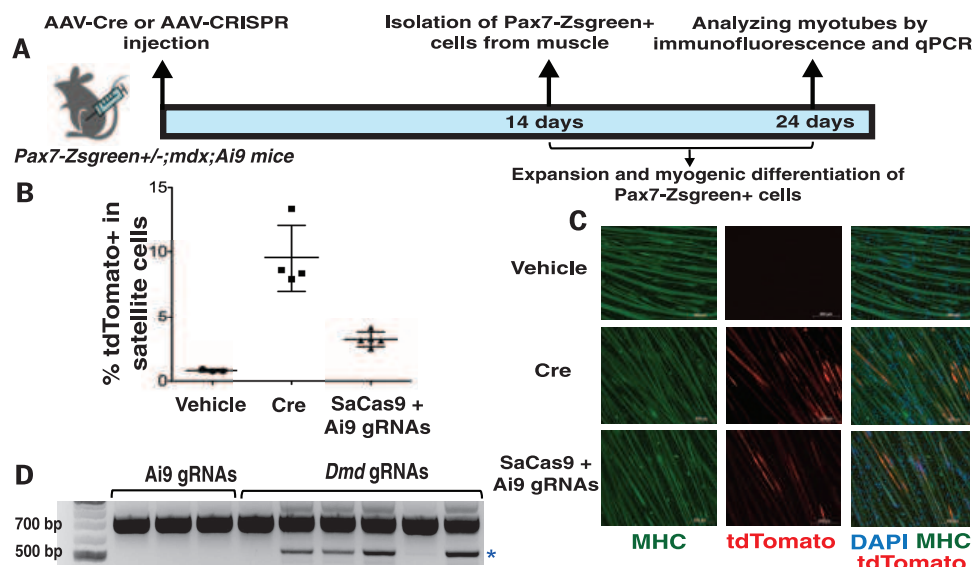 AAV-Cre or AAV-CRISPR
injection
Isolation of Pax7-Zsgreen+
cells from muscle
Analyzing myotubes by
immunofluorescence and qPCR
A
14 days
24 days
Pax7-Zsgreen+/-;mdx;Ai9 mice
Expansion and myogenic differentiation of
Pax7-Zsgreen+ cells
B
% tdTomato+ in
satellite cells
15
10
5
0
Vehicle
Cre
SaCas9 +
Ai9 gRNAs
C
Vehicle
Cre
SaCas9 +
Ai9 gRNAs
MHC
tdTomato
DAPI MHC
tdTomato
D
Ai9 gRNAs
Dmd gRNAs
700 bp
500 bp
*